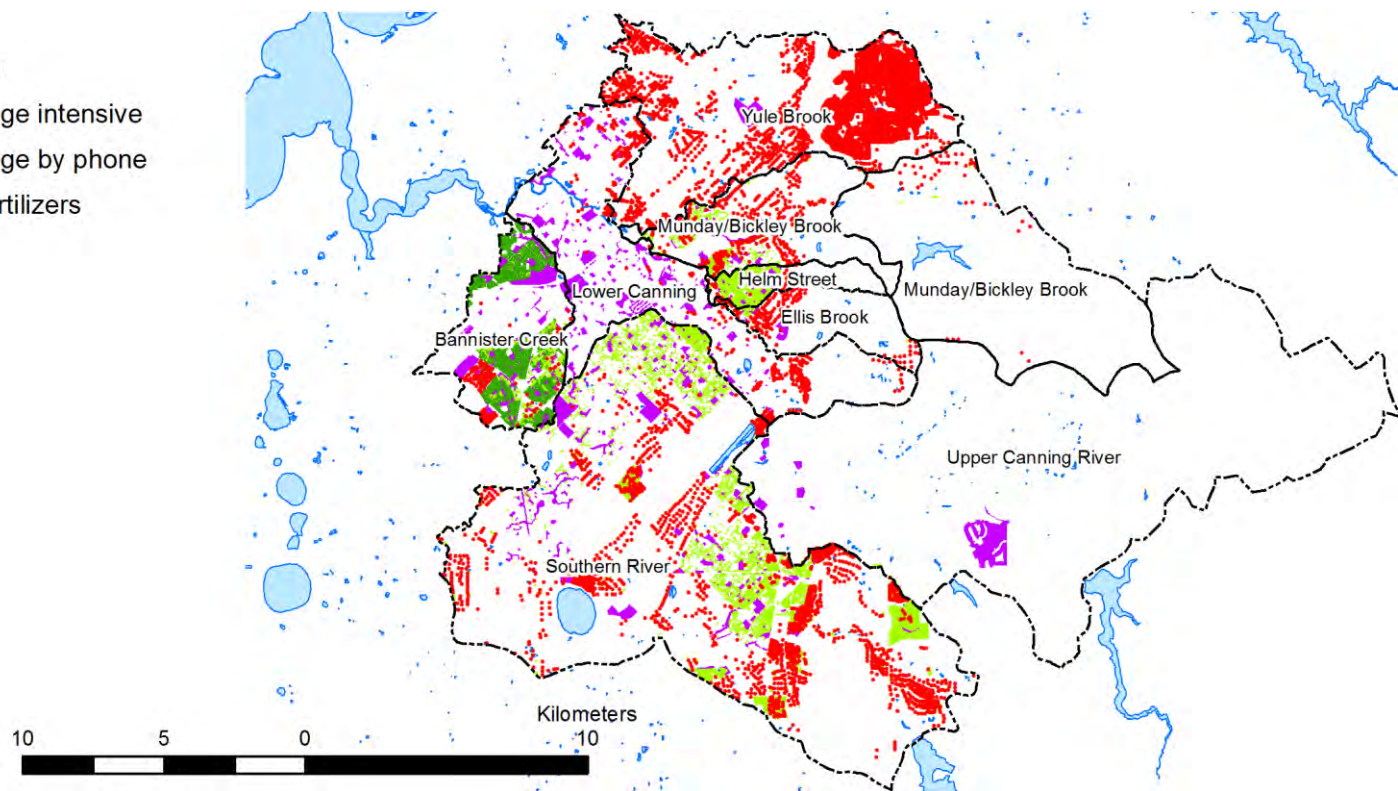 ge intensive
ge by phone
rtilizers
Yule Brook
Munday/Bickley Brook
Helm Street
Munday/Bickley Brook
Lower Canning
Ellis Brook
Bannister Creek
Upper Canning River
Southern River
Kilometers
10 5 0 10